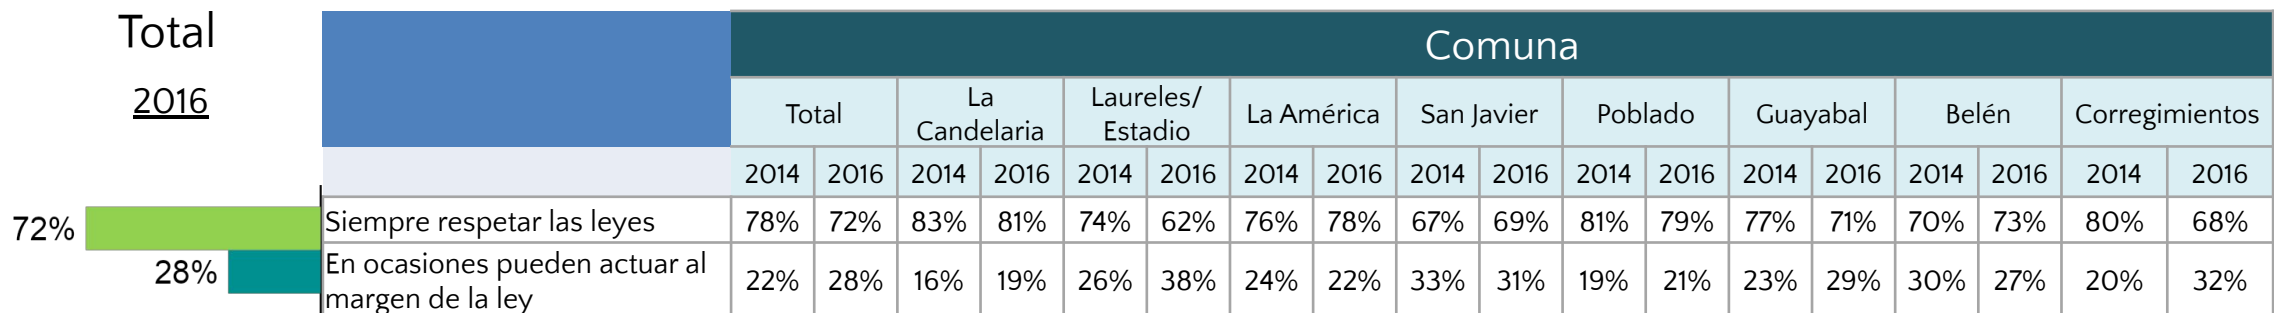 Total
2016
Comuna
Total La Candelaria Laureles/ Estadio La América San Javier Poblado Guayabal Belén Corregimientos
2014 2016 2014 2016 2014 2016 2014 2016 2014 2016 2014 2016 2014 2016 2014 2016 2014 2016
72% Siempre respetar las leyes 78% 72% 83% 81% 74% 62% 76% 78% 67% 69% 81% 79% 77% 71% 70% 73% 80% 68%
28% En ocasiones pueden actuar al
margen de la ley 22% 28% 16% 19% 26% 38% 24% 22% 33% 31% 19% 21% 23% 29% 30% 27% 20% 32%